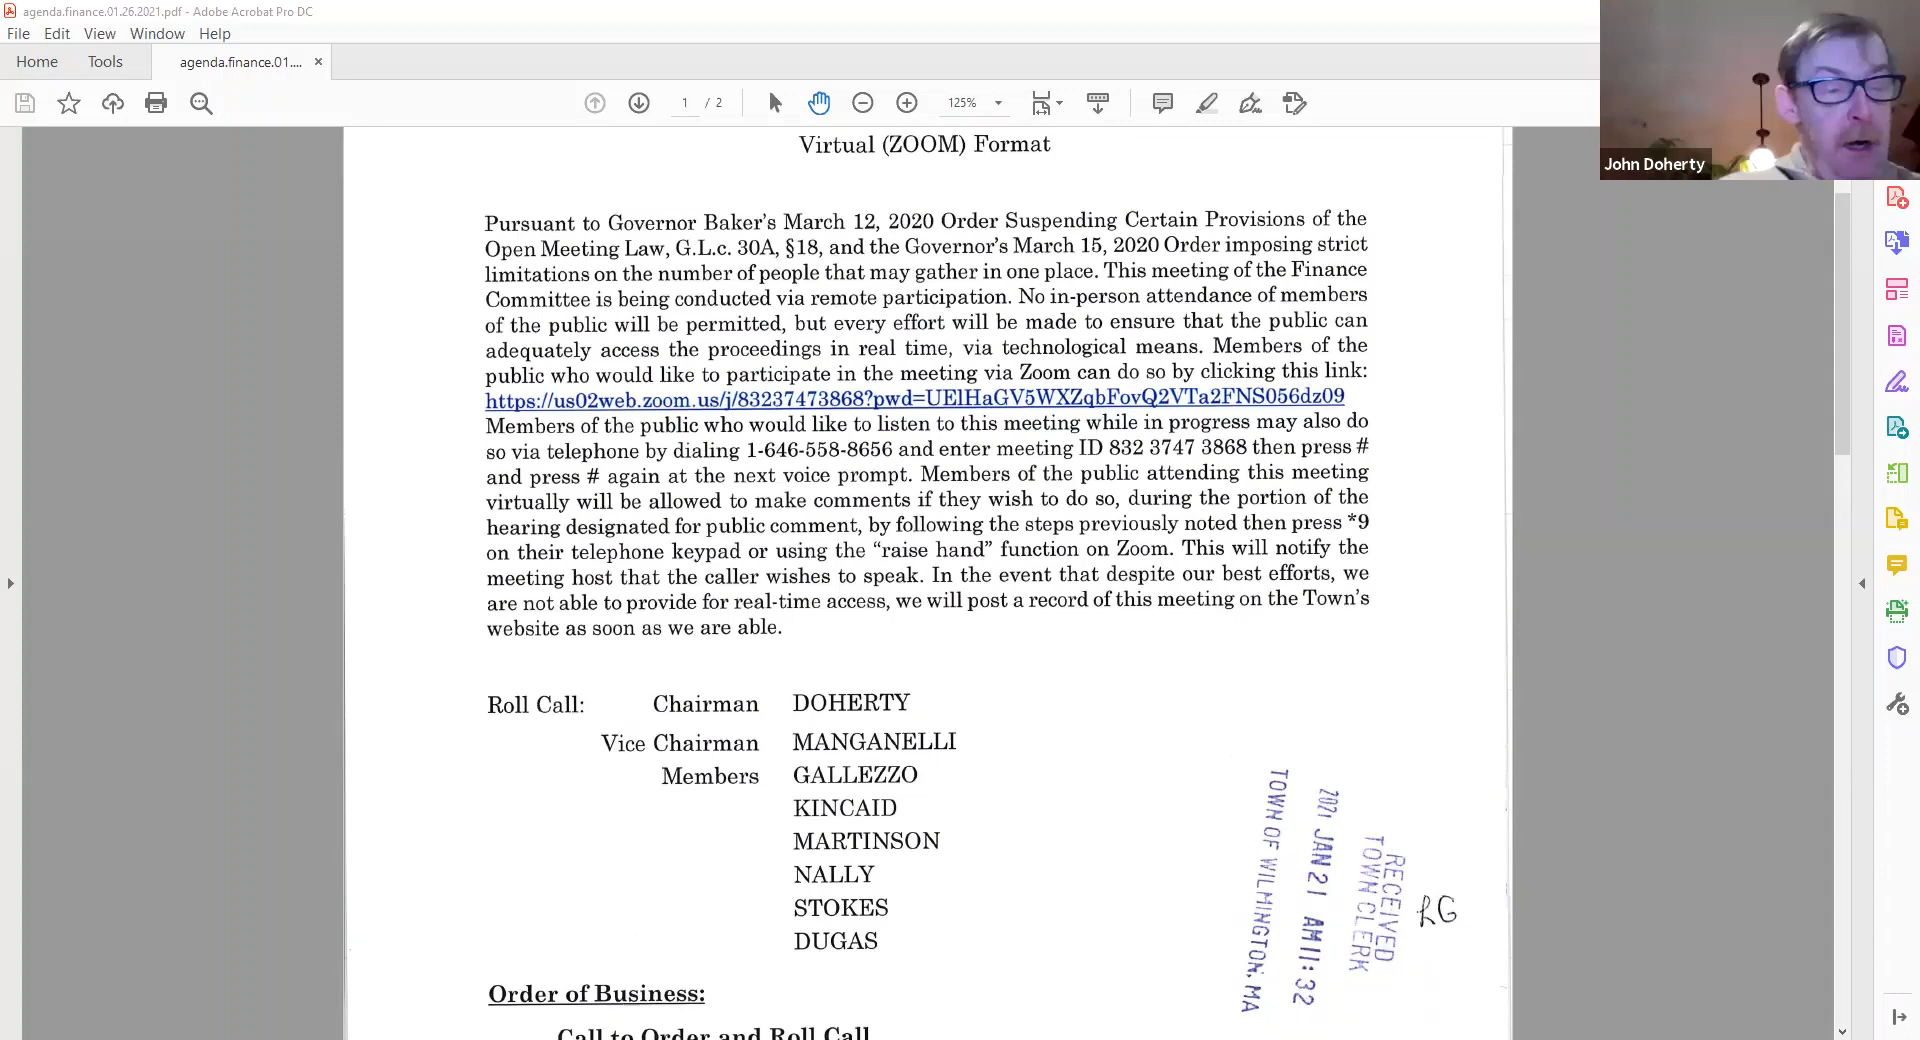 agenda.finance.01.26.2021.pdf - Adobe Acrobat Pro DC
File Edit View Window Help
Home Tools agenda.finance.01.... ×
1 / 2 125%
John Doherty
Virtual (ZOOM) Format
Pursuant to Governor Baker's March 12, 2020 Order Suspending Certain Provisions of the
Open Meeting Law, G.L.c. 30A, §18, and the Governor's March 15, 2020 Order imposing strict
limitations on the number of people that may gather in one place. This meeting of the Finance
Committee is being conducted via remote participation. No in-person attendance of members
of the public will be permitted, but every effort will be made to ensure that the public can
adequately access the proceedings in real time, via technological means. Members of the
public who would like to participate in the meeting via Zoom can do so by clicking this link:
https://us02web.zoom.us/j/83237473868?pwd=UElHaGV5WXZqbFovQ2VTa2FNS056dz09
Members of the public who would like to listen to this meeting while in progress may also do
so via telephone by dialing 1-646-558-8656 and enter meeting ID 832 3747 3868 then press #
and press # again at the next voice prompt. Members of the public attending this meeting
virtually will be allowed to make comments if they wish to do so, during the portion of the
hearing designated for public comment, by following the steps previously noted then press *9
on their telephone keypad or using the “raise hand” function on Zoom. This will notify the
meeting host that the caller wishes to speak. In the event that despite our best efforts, we
are not able to provide for real-time access, we will post a record of this meeting on the Town's
website as soon as we are able.
Roll Call: Chairman DOHERTY
Vice Chairman MANGANELLI
Members GALLEZZO
KINCAID
MARTINSON
NALLY
STOKES
DUGAS
RECEIVED
TOWN CLERK
2021 JAN 21 AM 11:32
TOWN OF WILMINGTON, MA
LG
Order of Business:
Call to Order and Roll Call